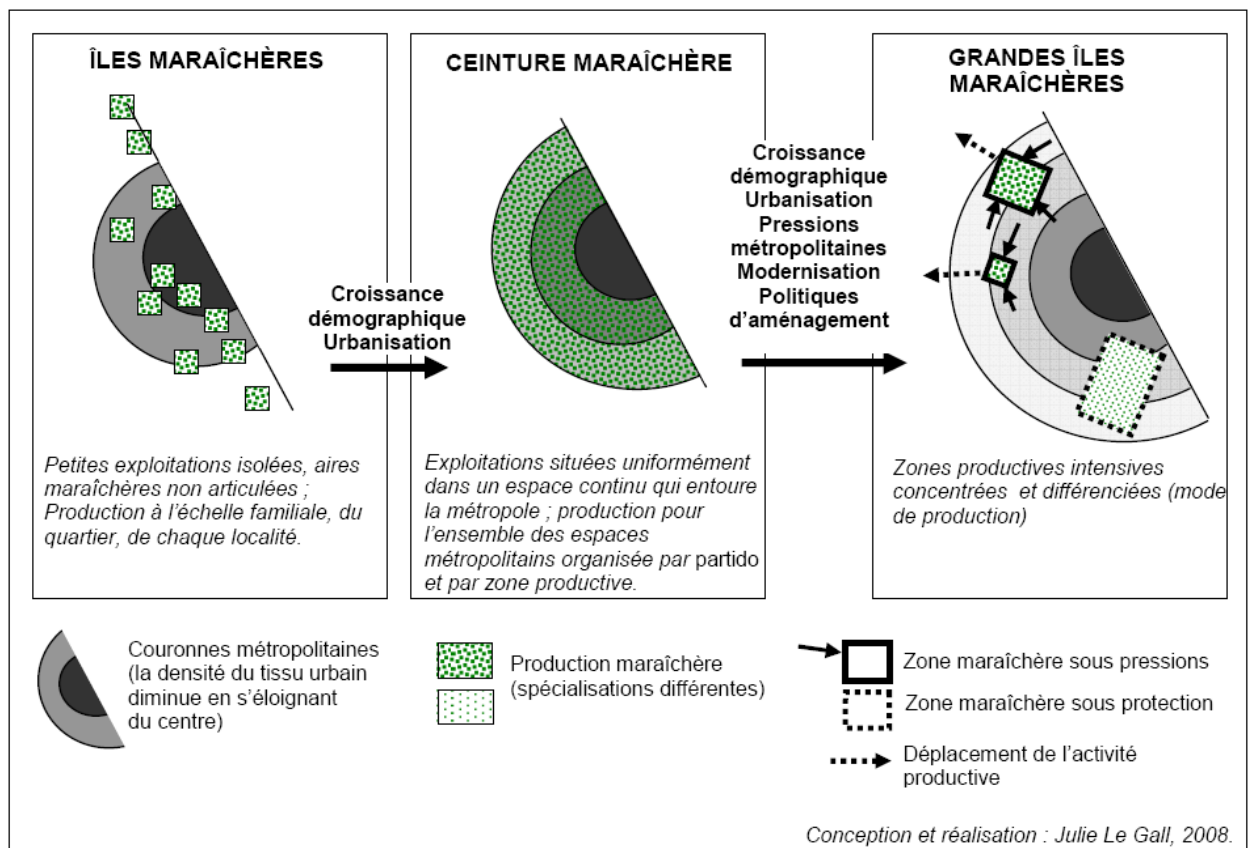 ÎLES MARAÎCHÈRES
Petites exploitations isolées, aires
maraîchères non articulées ;
Production à l’échelle familiale, du
quartier, de chaque localité.
Croissance
démographique
Urbanisation
CEINTURE MARAÎCHÈRE
Exploitations situées uniformément
dans un espace continu qui entoure
la métropole ; production pour
l’ensemble des espaces
métropolitains organisée par partido
et par zone productive.
Croissance
démographique
Urbanisation
Pressions
métropolitaines
Modernisation
Politiques
d’aménagement
GRANDES ÎLES
MARAÎCHÈRES
Zones productives intensives
concentrées et différenciées (mode
de production)
Couronnes métropolitaines
(la densité du tissu urbain
diminue en s’éloignant
du centre)
Production maraîchère
(spécialisations différentes)
Zone maraîchère sous pressions
Zone maraîchère sous protection
Déplacement de l’activité
productive
Conception et réalisation : Julie Le Gall, 2008.